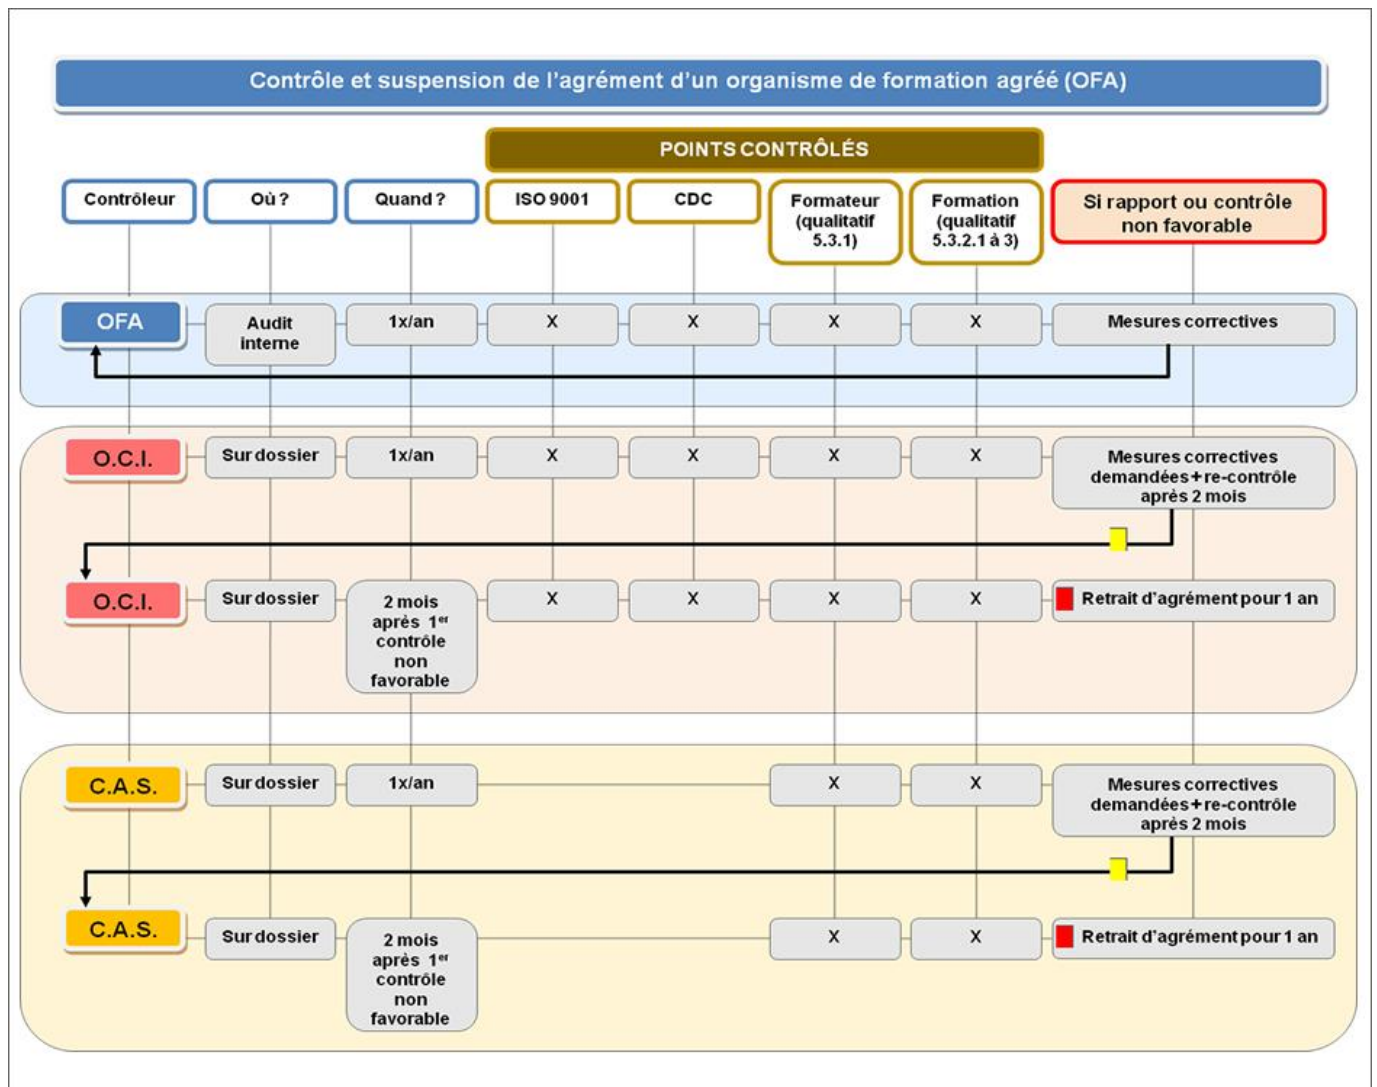 Contrôle et suspension de l'agrément d'un organisme de formation agréé (OFA)
POINTS CONTRÔLÉS
Contrôleur
Où ?
Quand ?
ISO 9001
CDC
Formateur
(qualitatif
5.3.1)
Formation
(qualitatif
5.3.2.1 à 3)
Si rapport ou contrôle
non favorable
OFA
Audit
interne
1x/an
X
X
X
X
Mesures correctives
O.C.I.
Sur dossier
1x/an
X
X
X
X
Mesures correctives
demandées + re-contrôle
après 2 mois
O.C.I.
Sur dossier
2 mois
après 1er
contrôle
non
favorable
X
X
X
X
Retrait d'agrément pour 1 an
C.A.S.
Sur dossier
1x/an
X
X
Mesures correctives
demandées + re-contrôle
après 2 mois
C.A.S.
Sur dossier
2 mois
après 1er
contrôle
non
favorable
X
X
Retrait d'agrément pour 1 an